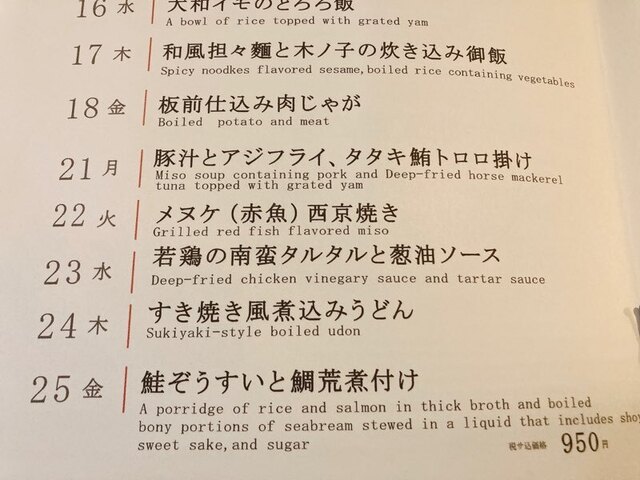 16 水 大和イモのとろろ飯
A bowl of rice topped with grated yam
17 木 和風担々麺と木ノ子の炊き込み御飯
Spicy noodkes flavored sesame,boiled rice containing vegetables
18 金 板前仕込み肉じゃが
Boiled potato and meat
21 月 豚汁とアジフライ、タタキ鮪トロロ掛け
Miso soup containing pork and Deep-fried horse mackerel
tuna topped with grated yam
22 火 メヌケ(赤魚)西京焼き
Grilled red fish flavored miso
23 水 若鶏の南蛮タルタルと葱油ソース
Deep-fried chicken vinegary sauce and tartar sauce
24 木 すき焼き風煮込みうどん
Sukiyaki-style boiled udon
25 金 鮭ぞうすいと鯛荒煮付け
A porridge of rice and salmon in thick broth and boiled
bony portions of seabream stewed in a liquid that includes shoy
sweet sake,and sugar
税サ込価格 950円